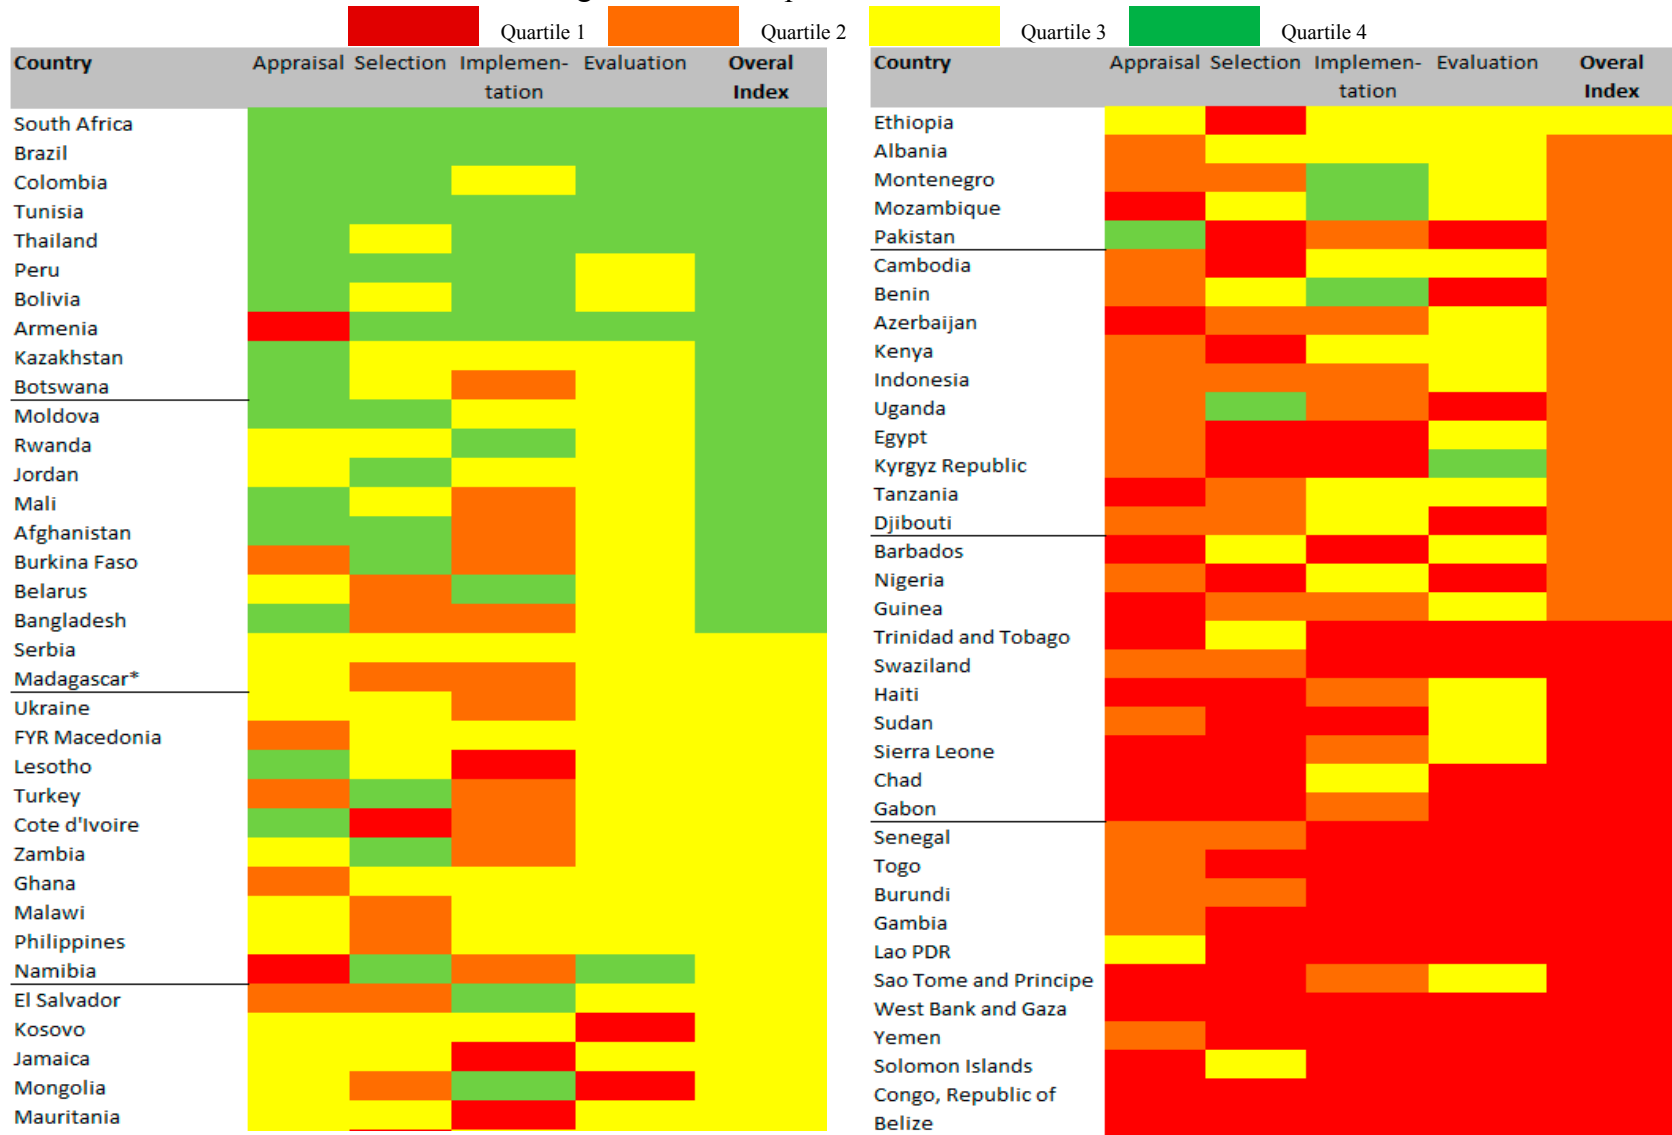 Quartile 1 Quartile 2 Quartile 3 Quartile 4
Country Appraisal Selection Implemen- Evaluation Overal
tation Index
South Africa
Brazil
Colombia
Tunisia
Thailand
Peru
Bolivia
Armenia
Kazakhstan
Botswana
Moldova
Rwanda
Jordan
Mali
Afghanistan
Burkina Faso
Belarus
Bangladesh
Serbia
Madagascar*
Ukraine
FYR Macedonia
Lesotho
Turkey
Cote d'Ivoire
Zambia
Ghana
Malawi
Philippines
Namibia
El Salvador
Kosovo
Jamaica
Mongolia
Mauritania
Country Appraisal Selection Implemen- Evaluation Overal
tation Index
Ethiopia
Albania
Montenegro
Mozambique
Pakistan
Cambodia
Benin
Azerbaijan
Kenya
Indonesia
Uganda
Egypt
Kyrgyz Republic
Tanzania
Djibouti
Barbados
Nigeria
Guinea
Trinidad and Tobago
Swaziland
Haiti
Sudan
Sierra Leone
Chad
Gabon
Senegal
Togo
Burundi
Gambia
Lao PDR
Sao Tome and Principe
West Bank and Gaza
Yemen
Solomon Islands
Congo, Republic of
Belize